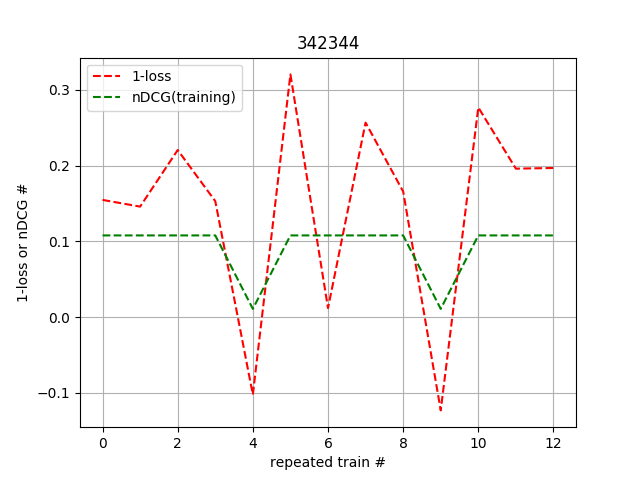 342344
1-loss
nDCG(training)
0.3
0.2
0.1
0.0
−0.1
1-loss or nDCG #
0 2 4 6 8 10 12
repeated train #